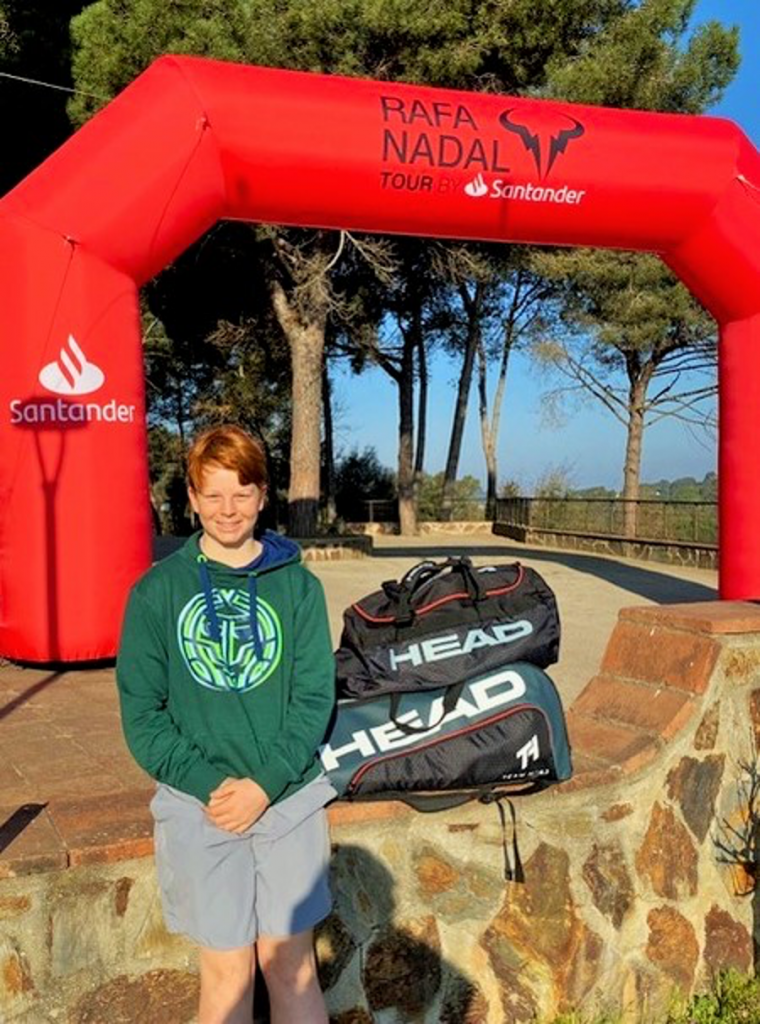 RAFA
NADAL
TOUR BY Santander
Santander
HEAD
HEAD